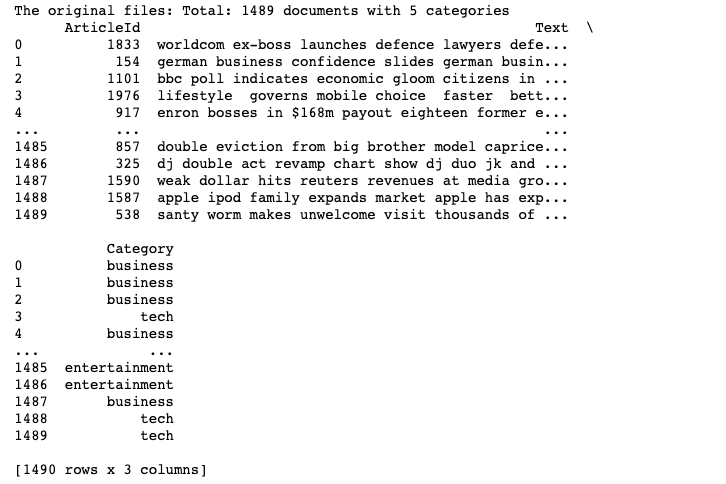 The original files: Total: 1489 documents with 5 categories
      ArticleId                                               Text  \
0          1833  worldcom ex-boss launches defence lawyers defe...
1           154  german business confidence slides german busin...
2          1101  bbc poll indicates economic gloom citizens in ...
3          1976  lifestyle  governs mobile choice  faster  bett...
4           917  enron bosses in $168m payout eighteen former e...
...         ...                                                ...
1485        857  double eviction from big brother model caprice...
1486        325  dj double act revamp chart show dj duo jk and ...
1487       1590  weak dollar hits reuters revenues at media gro...
1488       1587  apple ipod family expands market apple has exp...
1489        538  santy worm makes unwelcome visit thousands of ...

           Category
0          business
1          business
2          business
3              tech
4          business
...             ...
1485  entertainment
1486  entertainment
1487       business
1488           tech
1489           tech

[1490 rows x 3 columns]